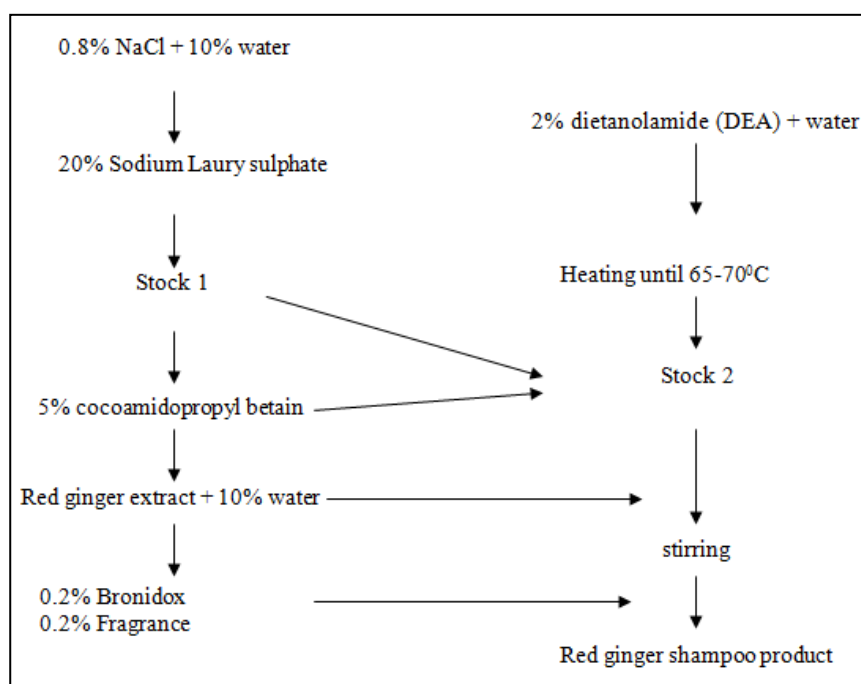 0.8% NaCl + 10% water
20% Sodium Laury sulphate
Stock 1
5% cocoamidopropyl betain
Red ginger extract + 10% water
0.2% Bronidox
0.2% Fragrance
2% dietanolamide (DEA) + water
Heating until 65-70⁰C
Stock 2
stirring
Red ginger shampoo product